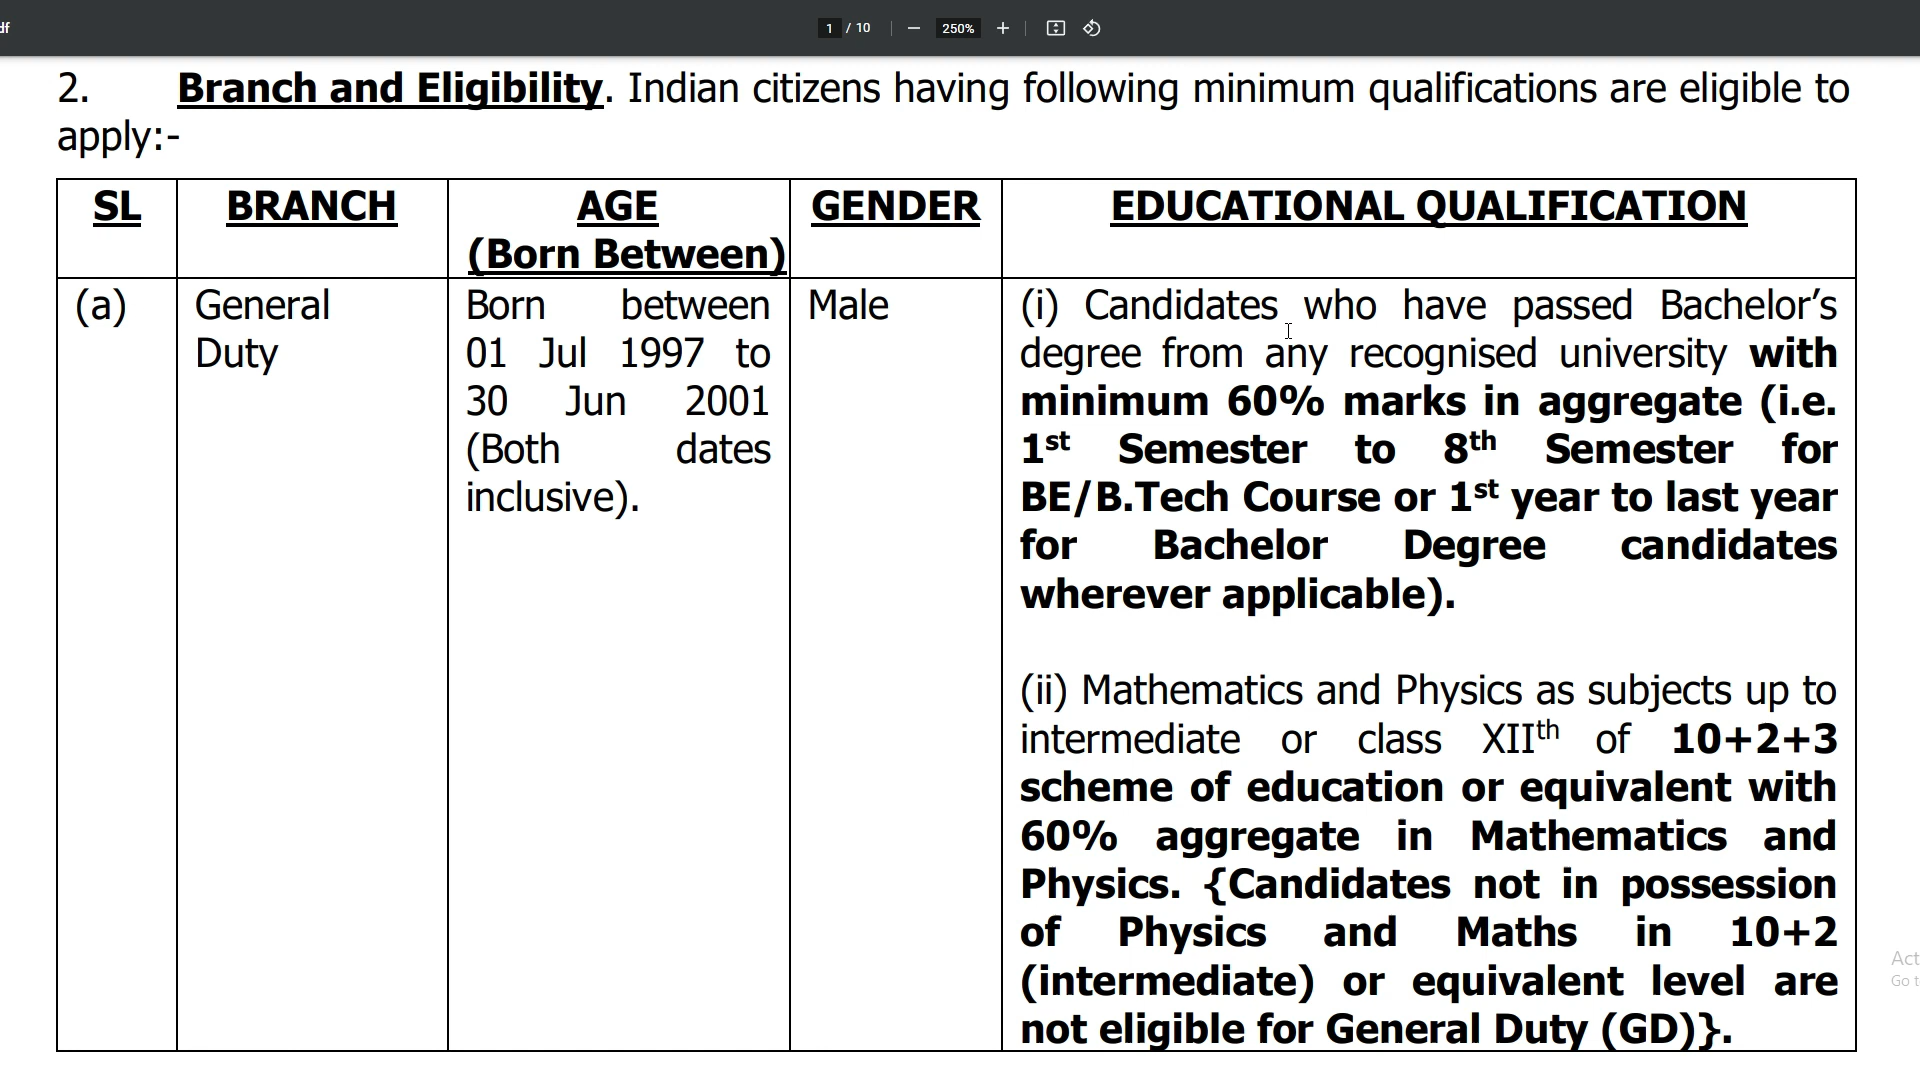 df
1 / 10 250%
2. Branch and Eligibility. Indian citizens having following minimum qualifications are eligible to
apply:-
SL BRANCH AGE GENDER EDUCATIONAL QUALIFICATION
(Born Between)
(a)
General
Duty
Born between
01 Jul 1997 to
30 Jun 2001
(Both dates
inclusive).
Male
(i) Candidates who have passed Bachelor’s
degree from any recognised university with
minimum 60% marks in aggregate (i.e.
1st Semester to 8th Semester for
BE/B.Tech Course or 1st year to last year
for Bachelor Degree candidates
wherever applicable).
(ii) Mathematics and Physics as subjects up to
intermediate or class XIIth of 10+2+3
scheme of education or equivalent with
60% aggregate in Mathematics and
Physics. {Candidates not in possession
of Physics and Maths in 10+2
(intermediate) or equivalent level are
not eligible for General Duty (GD)}.
Act
Go t